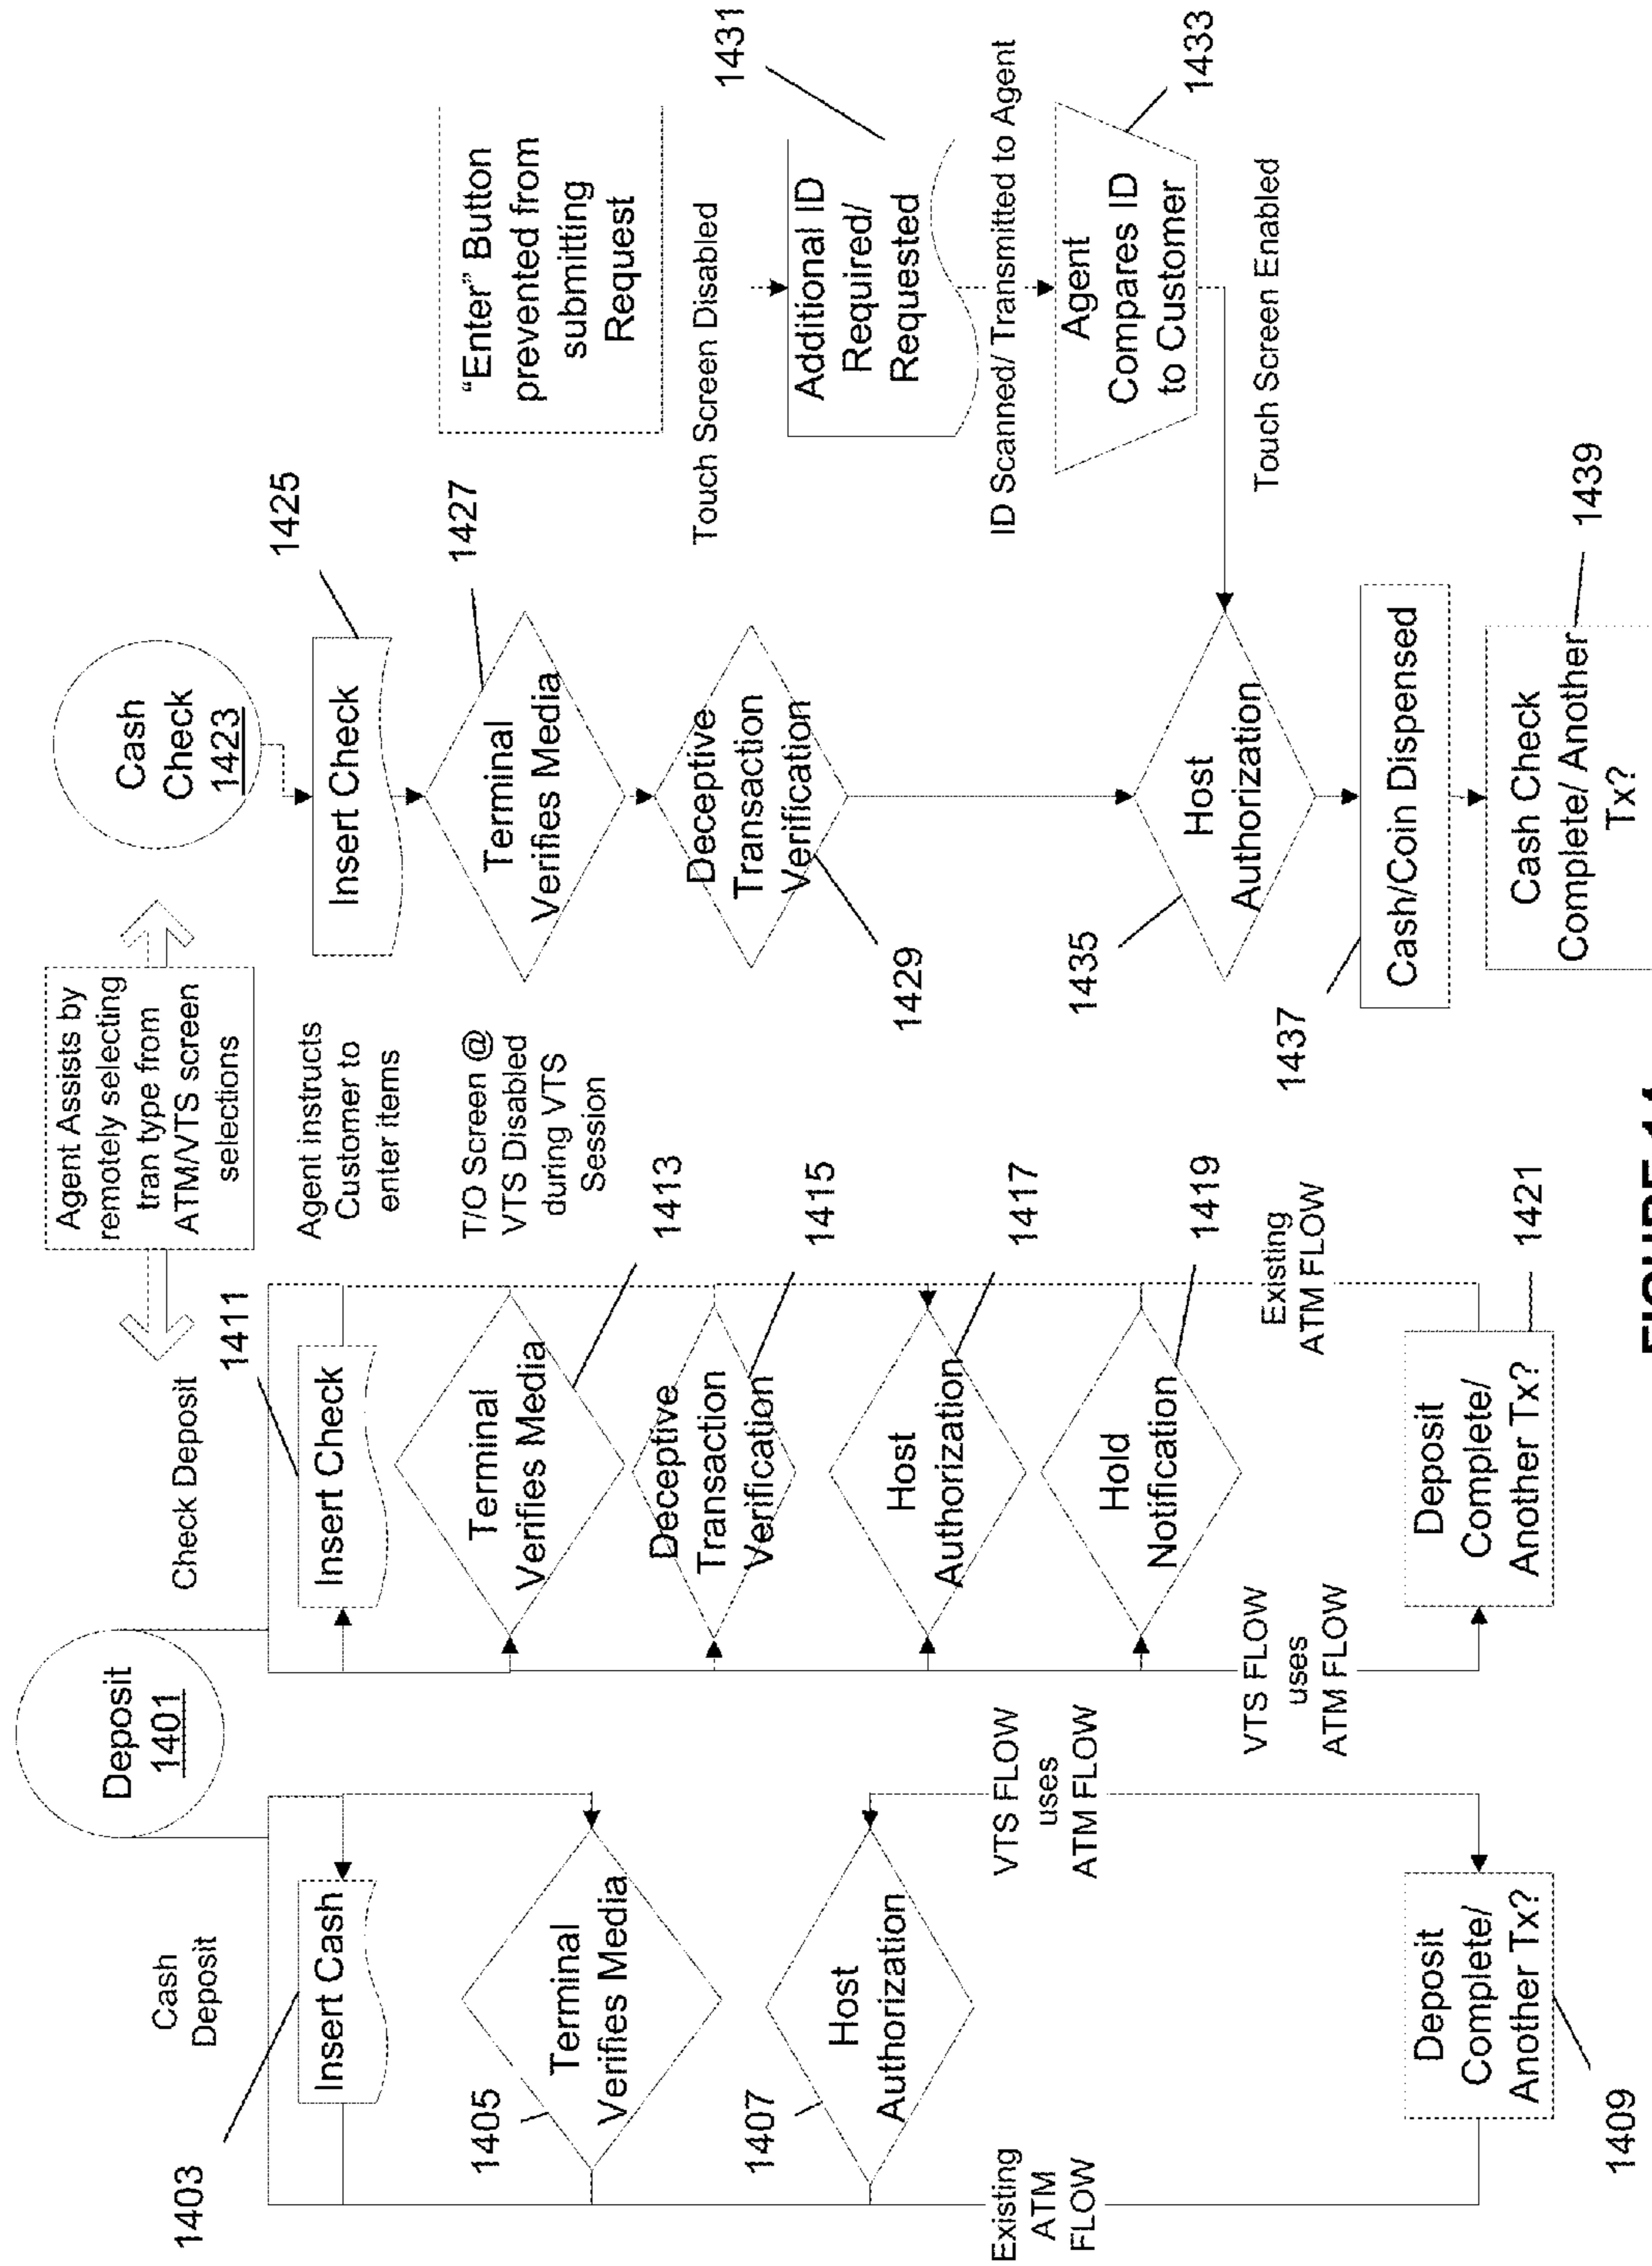 Deposit
1401
Cash
Deposit
1403
Insert Cash
1405
Terminal
Verifies Media
1407
Host
Authorization
Existing
ATM
FLOW
VTS FLOW
uses
ATM FLOW
Deposit
Complete/
Another Tx?
1409
Check Deposit
1411
Insert Check
Terminal
Verifies Media
1413
Deceptive
Transaction
Verification
1415
Host
Authorization
1417
Hold
Notification
1419
VTS FLOW
uses
ATM FLOW
Existing
ATM FLOW
Deposit
Complete/
Another Tx?
1421
Agent Assists by
remotely selecting
tran type from
ATM/VTS screen
selections
Agent instructs
Customer to
enter items
T/O Screen @
VTS Disabled
during VTS
Session
Cash
Check
1423
Insert Check
1425
Terminal
Verifies Media
1427
Deceptive
Transaction
Verification
1429
"Enter" Button
prevented from
submitting
Request
Touch Screen Disabled
Additional ID
Required/
Requested
1431
ID Scanned/ Transmitted to Agent
Agent
Compares ID
to Customer
1433
Touch Screen Enabled
1435
Host
Authorization
1437
Cash/Coin Dispensed
Cash Check
Complete/ Another
Tx?
1439